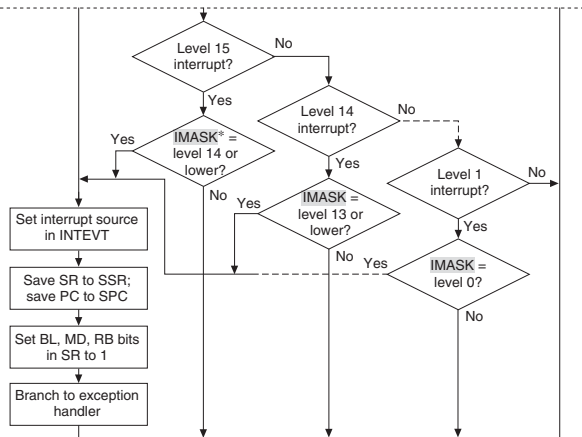 Level 15
interrupt?
No
Yes
Level 14
interrupt?
No
Yes
IMASK* =
level 14 or
lower?
Yes
No
Level 1
interrupt?
No
Yes
IMASK =
level 13 or
lower?
Yes
No
IMASK =
level 0?
Yes
No
Set interrupt source
in INTEVT
Save SR to SSR;
save PC to SPC
Set BL, MD, RB bits
in SR to 1
Branch to exception
handler